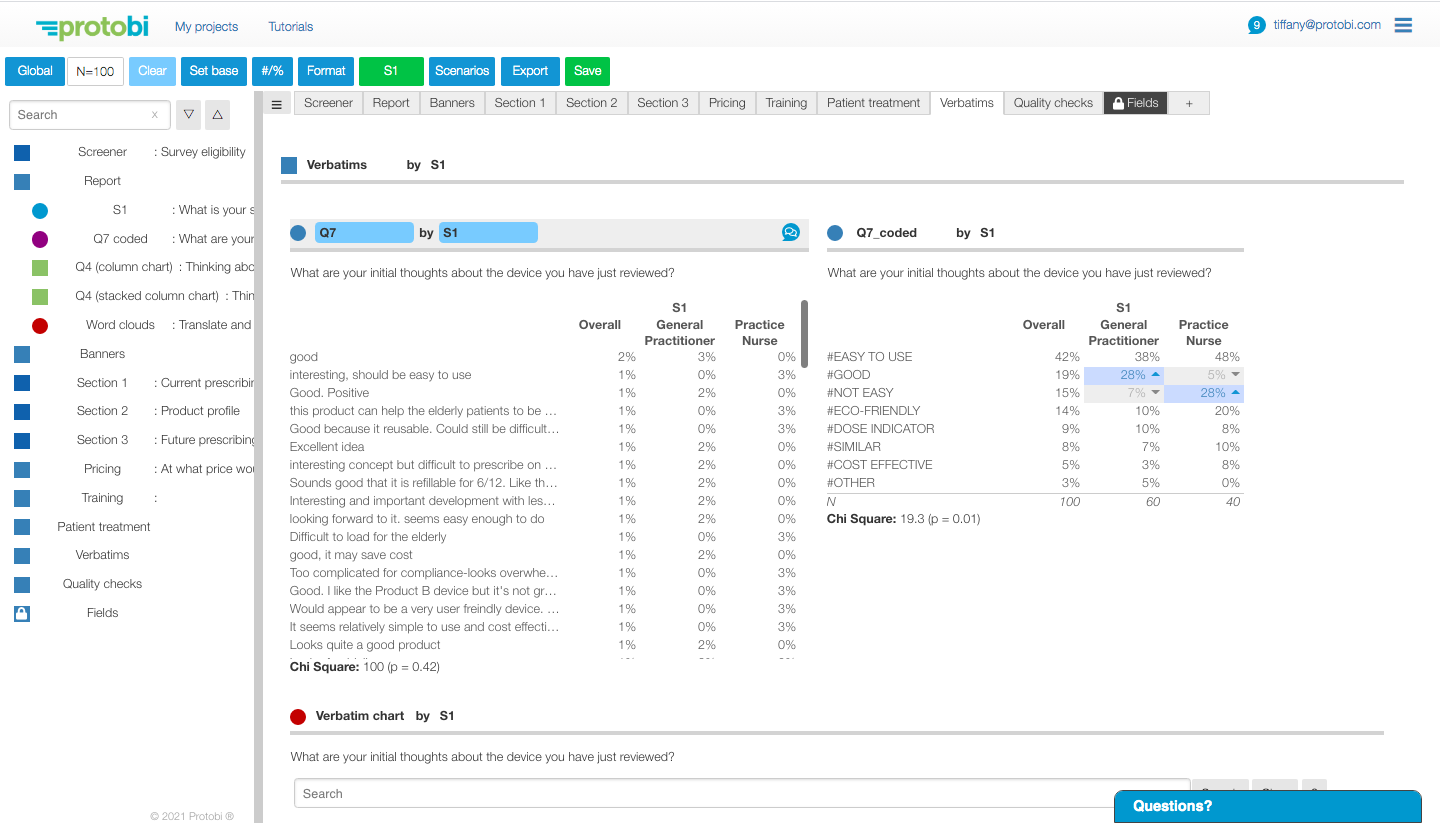 protobi My projects Tutorials 9 tiffany@protobi.com
Global N=100 Clear Set base #/% Format S1 Scenarios Export Save
Search x ▽ △
Screener : Survey eligibility
Report
S1 : What is your s
Q7 coded : What are your
Q4 (column chart) : Thinking abo
Q4 (stacked column chart) : Thin
Word clouds : Translate and
Banners
Section 1 : Current prescribin
Section 2 : Product profile
Section 3 : Future prescribing
Pricing : At what price wou
Training :
Patient treatment
Verbatims
Quality checks
Fields
© 2021 Protobi ®
☰ Screener Report Banners Section 1 Section 2 Section 3 Pricing Training Patient treatment Verbatims Quality checks Fields +
Verbatims by S1
Q7 by S1
What are your initial thoughts about the device you have just reviewed?
S1
Overall General Practice
Practitioner Nurse
good 2% 3% 0%
interesting, should be easy to use 1% 0% 3%
Good. Positive 1% 2% 0%
this product can help the elderly patients to be ... 1% 0% 3%
Good because it reusable. Could still be difficult... 1% 0% 3%
Excellent idea 1% 2% 0%
interesting concept but difficult to prescribe on ... 1% 2% 0%
Sounds good that it is refillable for 6/12. Like th... 1% 2% 0%
Interesting and important development with les... 1% 2% 0%
looking forward to it. seems easy enough to do 1% 2% 0%
Difficult to load for the elderly 1% 0% 3%
good, it may save cost 1% 2% 0%
Too complicated for compliance-looks overwhe... 1% 0% 3%
Good. I like the Product B device but it's not gr... 1% 0% 3%
Would appear to be a very user freindly device. ... 1% 0% 3%
It seems relatively simple to use and cost effecti... 1% 0% 3%
Looks quite a good product 1% 2% 0%
Chi Square: 100 (p = 0.42)
Q7_coded by S1
What are your initial thoughts about the device you have just reviewed?
S1
Overall General Practice
Practitioner Nurse
#EASY TO USE 42% 38% 48%
#GOOD 19% 28% 5%
#NOT EASY 15% 7% 28%
#ECO-FRIENDLY 14% 10% 20%
#DOSE INDICATOR 9% 10% 8%
#SIMILAR 8% 7% 10%
#COST EFFECTIVE 5% 3% 8%
#OTHER 3% 5% 0%
N 100 60 40
Chi Square: 19.3 (p = 0.01)
Verbatim chart by S1
What are your initial thoughts about the device you have just reviewed?
Search
Questions?